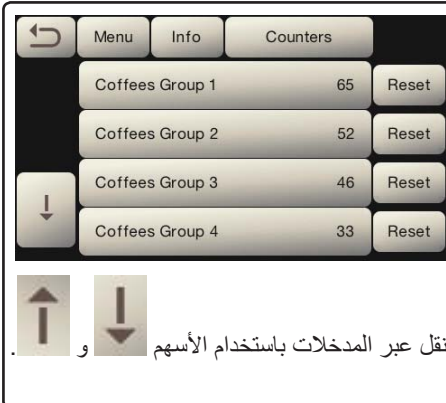 Menu Info Counters
Coffees Group 1 65 Reset
Coffees Group 2 52 Reset
Coffees Group 3 46 Reset
Coffees Group 4 33 Reset
نقل عبر المدخلات باستخدام الأسهم و .